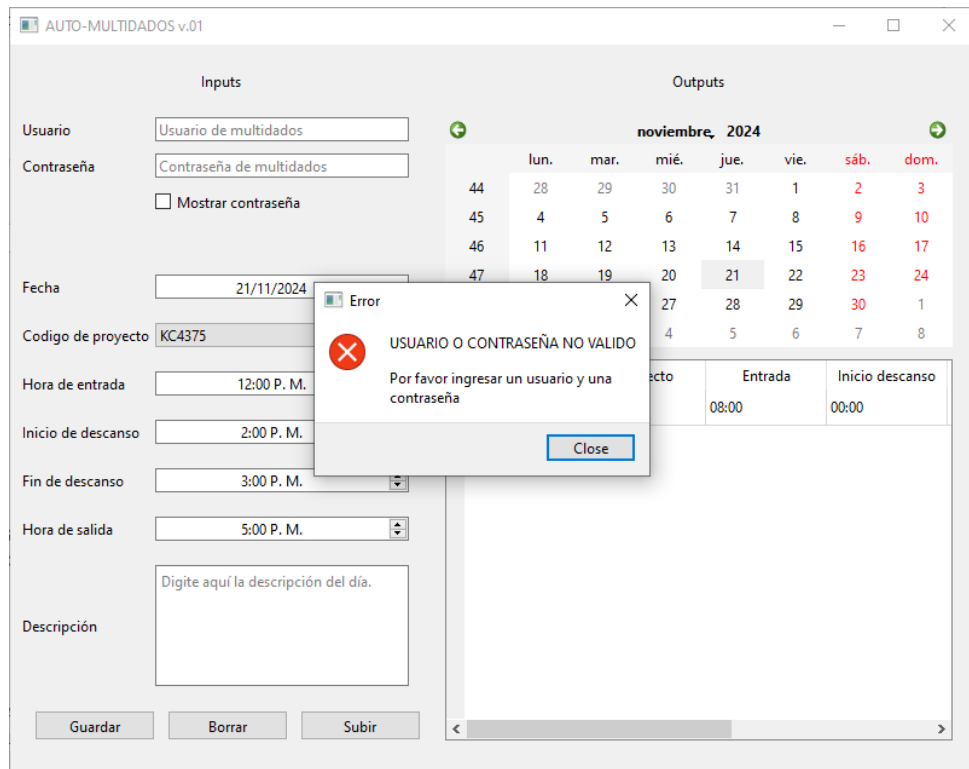 AUTO-MULTIDADOS v.01
Inputs
Outputs
Usuario
Usuario de multidados
Contraseña
Contraseña de multidados
Mostrar contraseña
Fecha
21/11/2024
Codigo de proyecto
KC4375
Hora de entrada
12:00 P. M.
Inicio de descanso
2:00 P. M.
Fin de descanso
3:00 P. M.
Hora de salida
5:00 P. M.
Descripción
Digite aquí la descripción del día.
Guardar Borrar Subir
noviembre, 2024
lun. mar. mié. jue. vie. sáb. dom.
44 28 29 30 31 1 2 3
45 4 5 6 7 8 9 10
46 11 12 13 14 15 16 17
47 18 19 20 21 22 23 24
27 28 29 30 1
4 5 6 7 8
Entrada Inicio descanso
08:00 00:00
Error
USUARIO O CONTRASEÑA NO VALIDO
Por favor ingresar un usuario y una
contraseña
Close